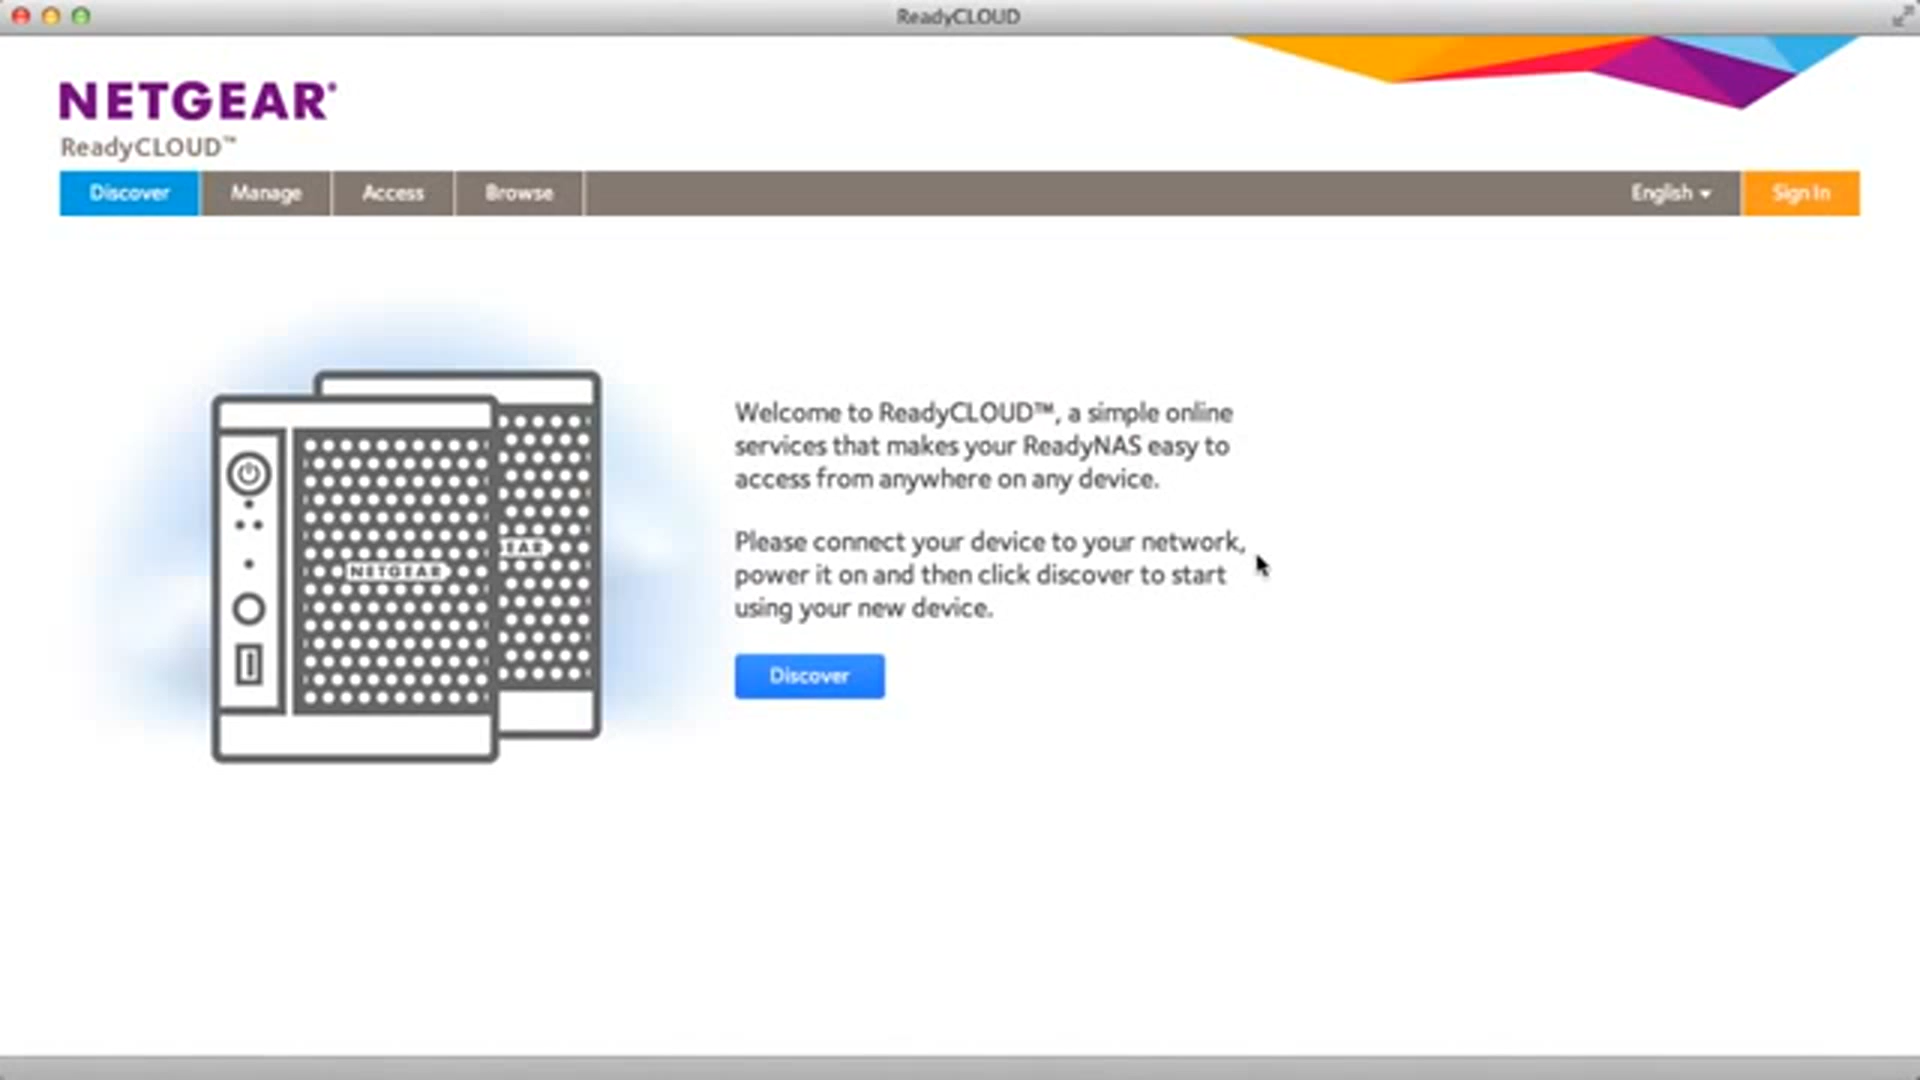 ReadyCLOUD
NETGEAR®
ReadyCLOUD™
Discover
Manage
Access
Browse
English
Sign In
Welcome to ReadyCLOUD™, a simple online
services that makes your ReadyNAS easy to
access from anywhere on any device.
Please connect your device to your network,
power it on and then click discover to start
using your new device.
Discover
NETGEAR
EAR